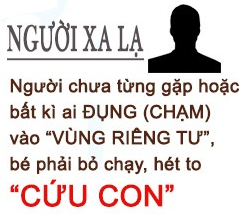 NGƯỜI XA LẠ
Người chưa từng gặp hoặc
bất kì ai ĐỤNG (CHẠM)
vào “VÙNG RIÊNG TƯ”,
bé phải bỏ chạy, hét to
“CỨU CON”